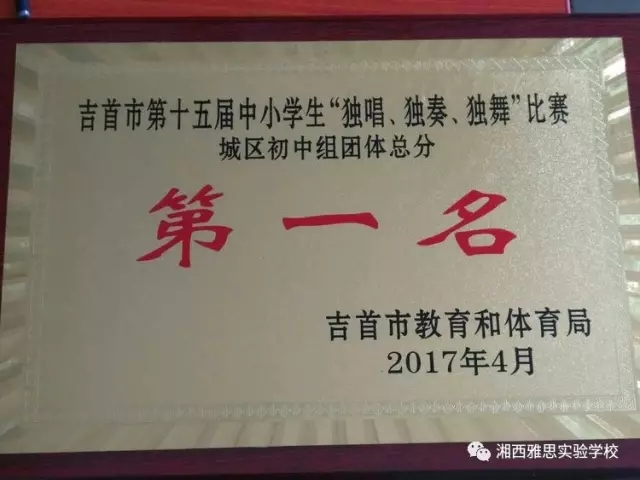 吉首市第十五届中小学生“独唱、独奏、独舞”比赛
城区初中组团体总分
第一名
吉首市教育和体育局
2017年4月
湘西雅思实验学校